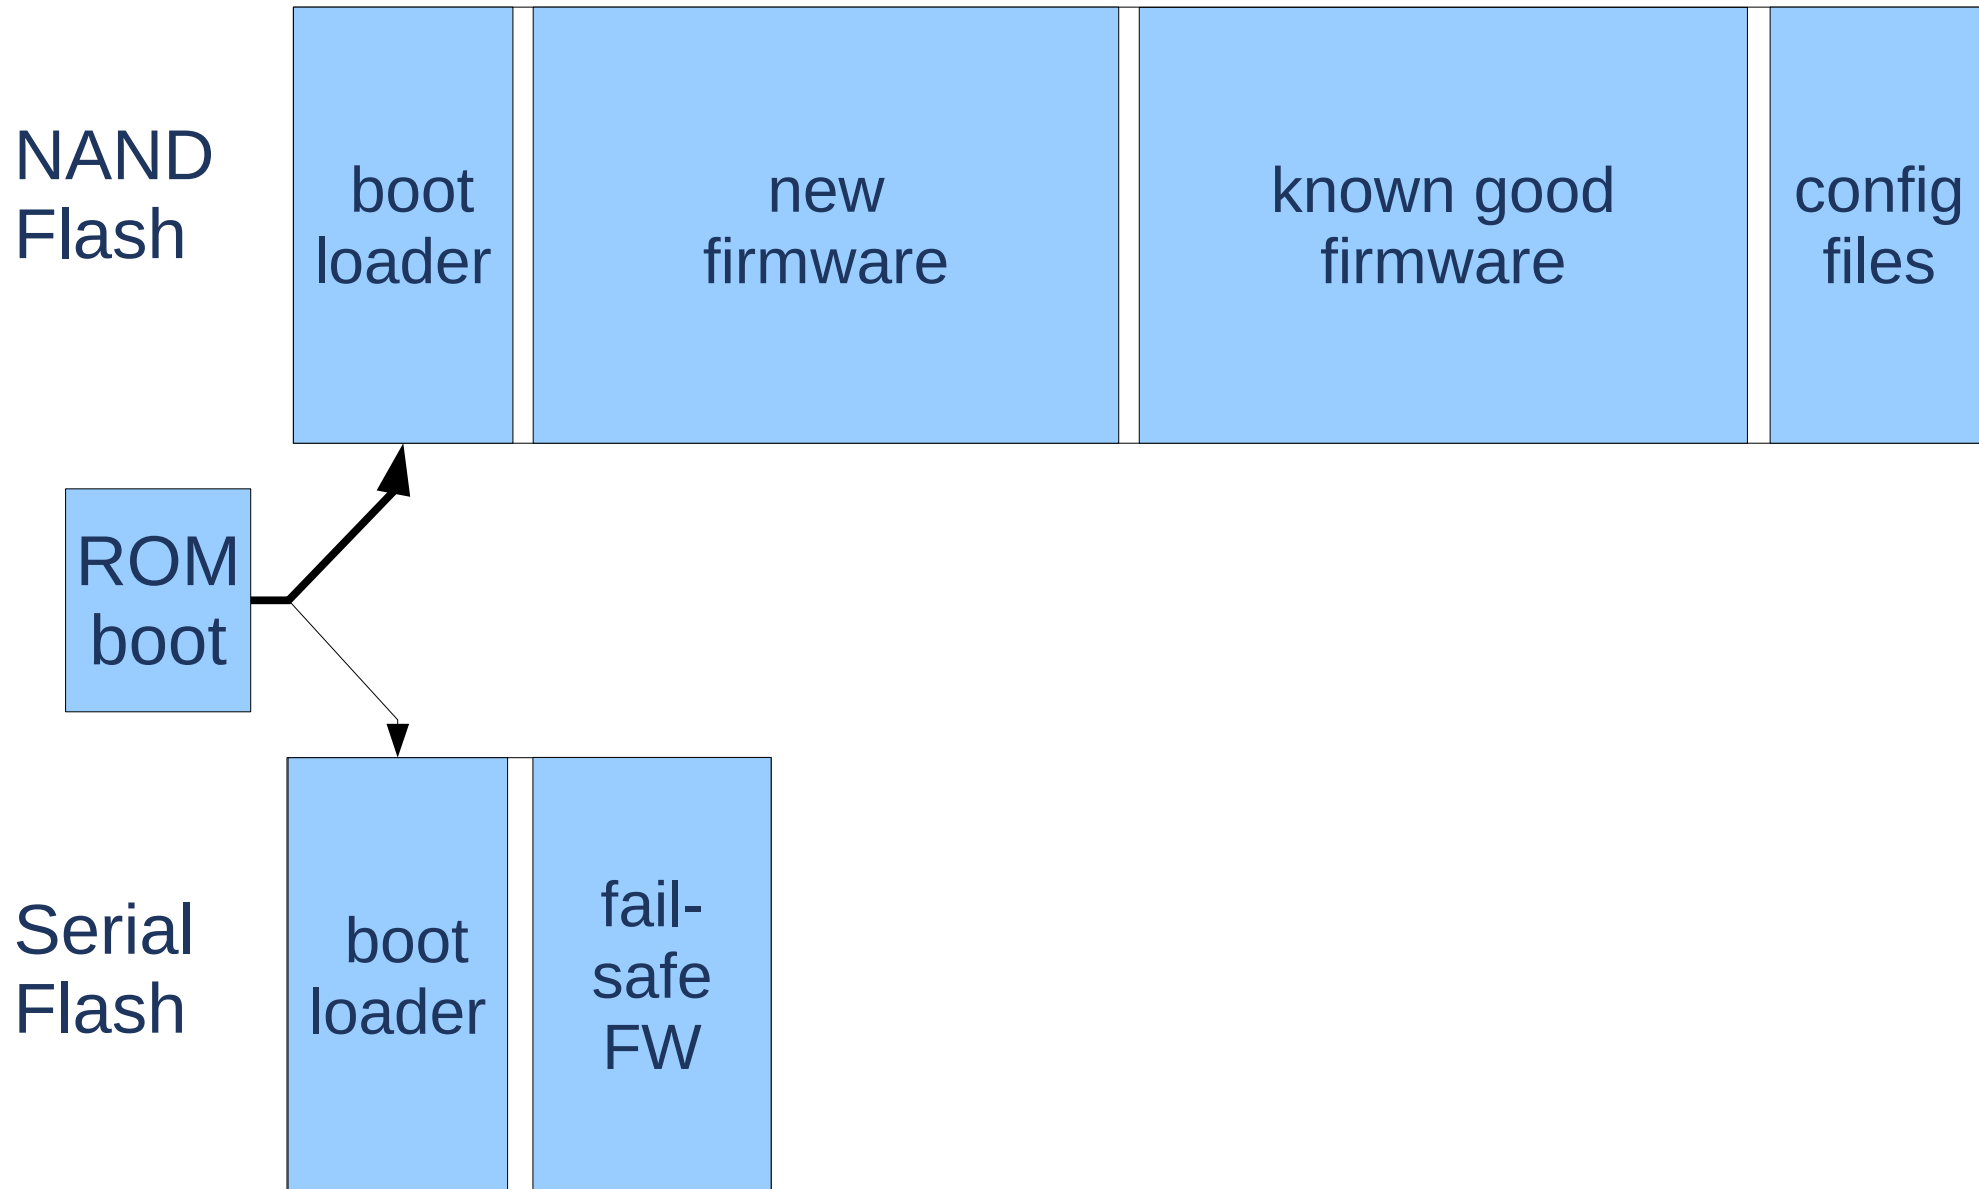 NAND
Flash
boot
loader
new
firmware
known good
firmware
config
files
ROM
boot
Serial
Flash
boot
loader
fail-
safe
FW